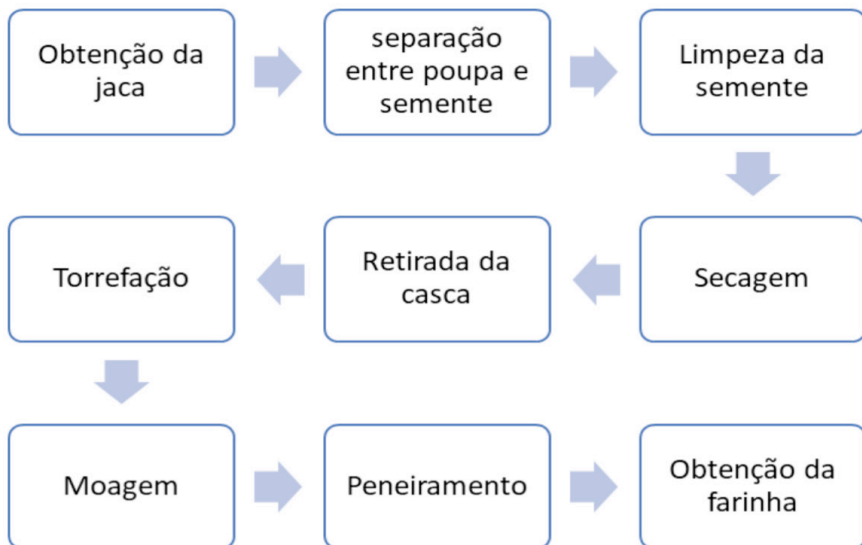 Obtenção da
jaca
separação
entre poupa e
semente
Limpeza da
semente
Secagem
Retirada da
casca
Torrefação
Moagem
Peneiramento
Obtenção da
farinha